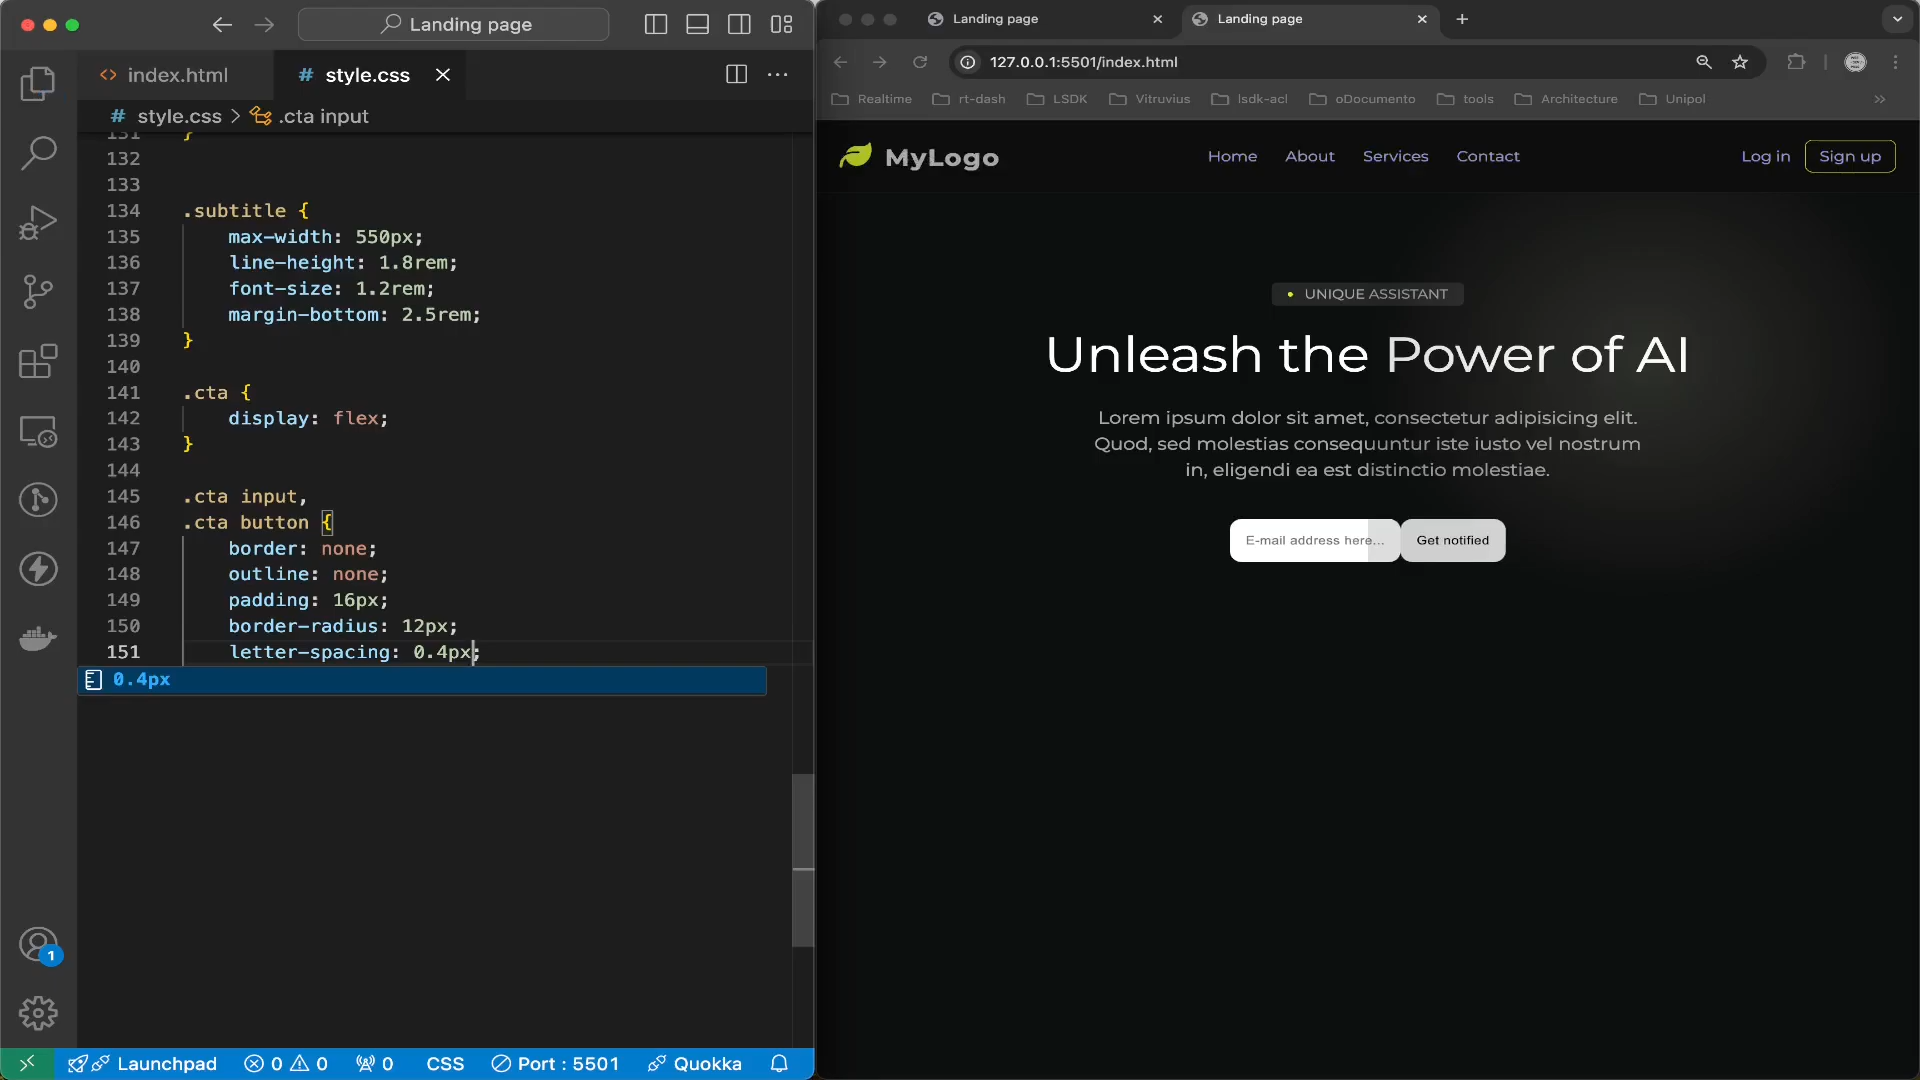 Landing page
index.html
# style.css
# style.css > .cta input
131 }
132
133
134 .subtitle {
135 max-width: 550px;
136 line-height: 1.8rem;
137 font-size: 1.2rem;
138 margin-bottom: 2.5rem;
139 }
140
141 .cta {
142 display: flex;
143 }
144
145 .cta input,
146 .cta button {
147 border: none;
148 outline: none;
149 padding: 16px;
150 border-radius: 12px;
151 letter-spacing: 0.4px;
0.4px
1
Launchpad 0 0 0 CSS Port : 5501 Quokka
Landing page
Landing page
127.0.0.1:5501/index.html
Realtime rt-dash LSDK Vitruvius lsdk-acl oDocumento tools Architecture Unipol
MyLogo
Home About Services Contact
Log in Sign up
• UNIQUE ASSISTANT
Unleash the Power of AI
Lorem ipsum dolor sit amet, consectetur adipisicing elit.
Quod, sed molestias consequuntur iste iusto vel nostrum
in, eligendi ea est distinctio molestiae.
E-mail address here...
Get notified